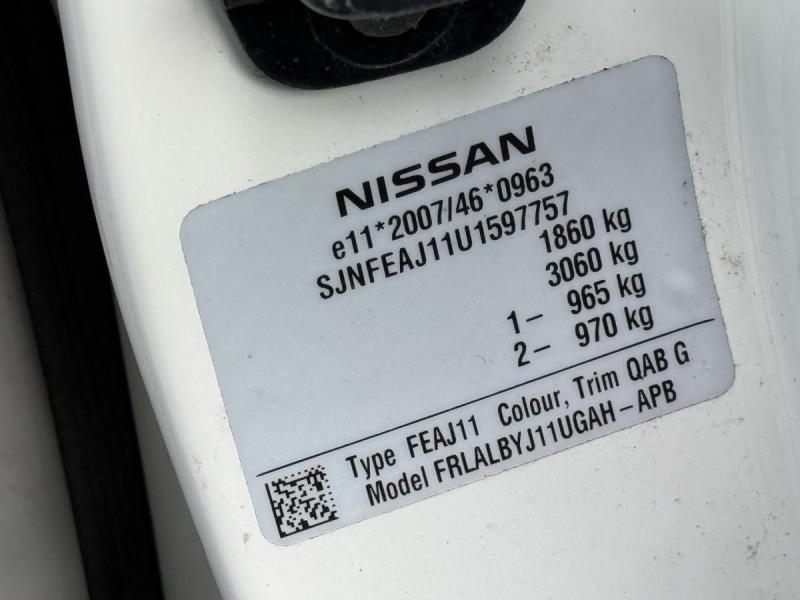 NISSAN
e11*2007/46*0963
SJNFEAJ11U1597757
1860 kg
3060 kg
1– 965 kg
2– 970 kg
Type FEAJ11 Colour, Trim QAB G
Model FRLALBYJ11UGAH–APB